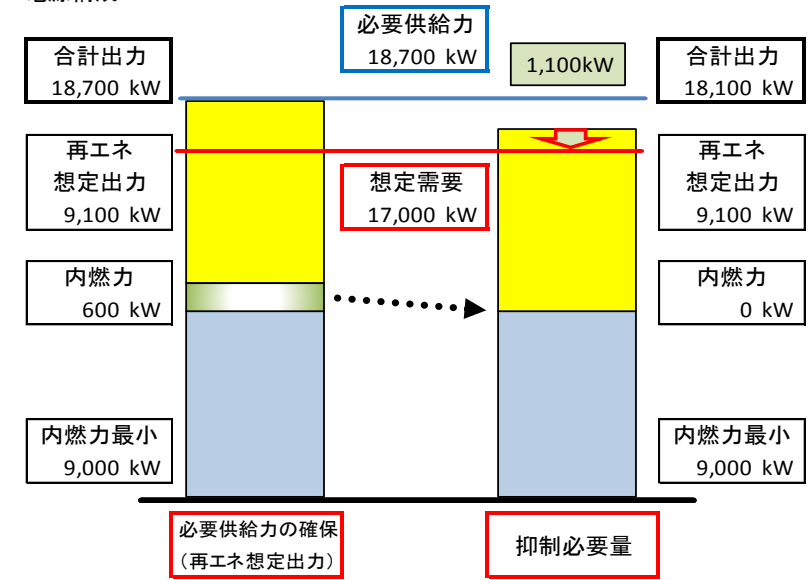 必要供給力
18,700 kW
1,100kW
合計出力
18,700 kW
合計出力
18,100 kW
再エネ
想定出力
9,100 kW
想定需要
17,000 kW
再エネ
想定出力
9,100 kW
内燃力
600 kW
内燃力
0 kW
内燃力最小
9,000 kW
内燃力最小
9,000 kW
必要供給力の確保
（再エネ想定出力）
抑制必要量